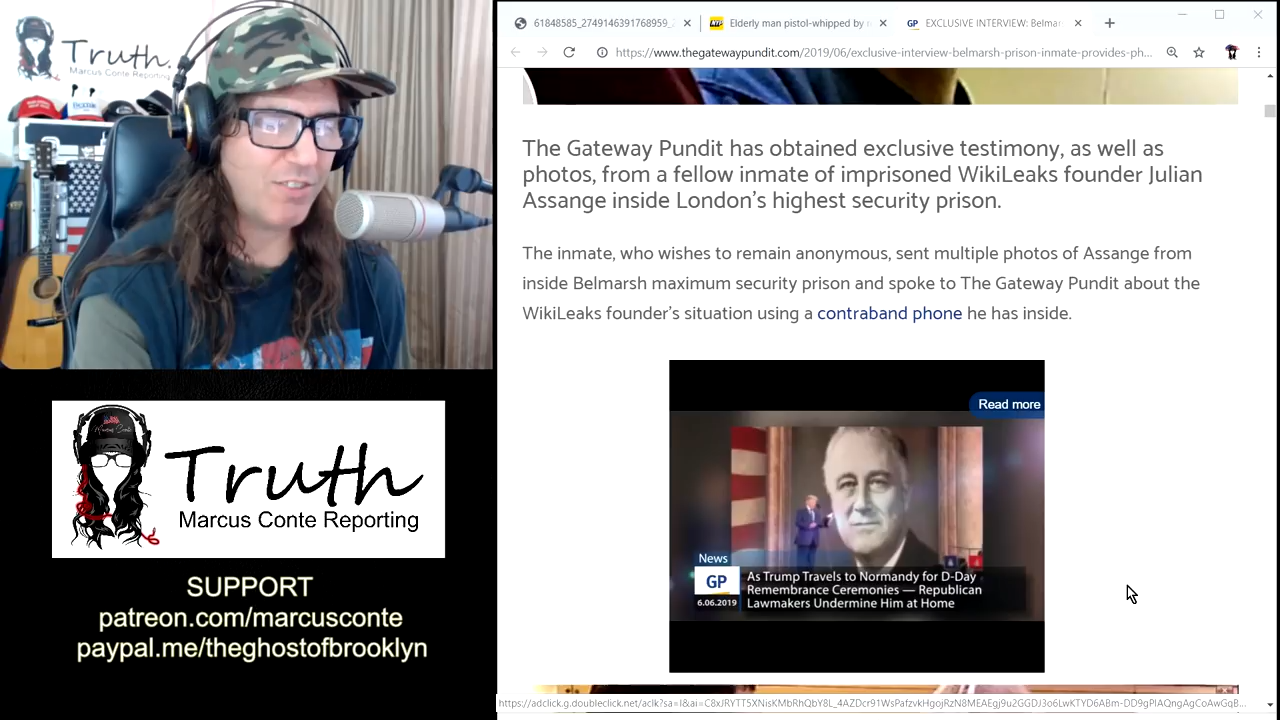 Truth.
Marcus Conte Reporting
61848585_2749146391768959_
Elderly man pistol-whipped by
EXCLUSIVE INTERVIEW: Belmar
https://www.thegatewaypundit.com/2019/06/exclusive-interview-belmarsh-prison-inmate-provides-ph...
The Gateway Pundit has obtained exclusive testimony, as well as
photos, from a fellow inmate of imprisoned WikiLeaks founder Julian
Assange inside London's highest security prison.
The inmate, who wishes to remain anonymous, sent multiple photos of Assange from
inside Belmarsh maximum security prison and spoke to The Gateway Pundit about the
WikiLeaks founder's situation using a contraband phone he has inside.
Read more
News
GP
6.06.2019
As Trump Travels to Normandy for D-Day
Remembrance Ceremonies — Republican
Lawmakers Undermine Him at Home
Truth
Marcus Conte Reporting
SUPPORT
patreon.com/marcusconte
paypal.me/theghostofbrooklyn